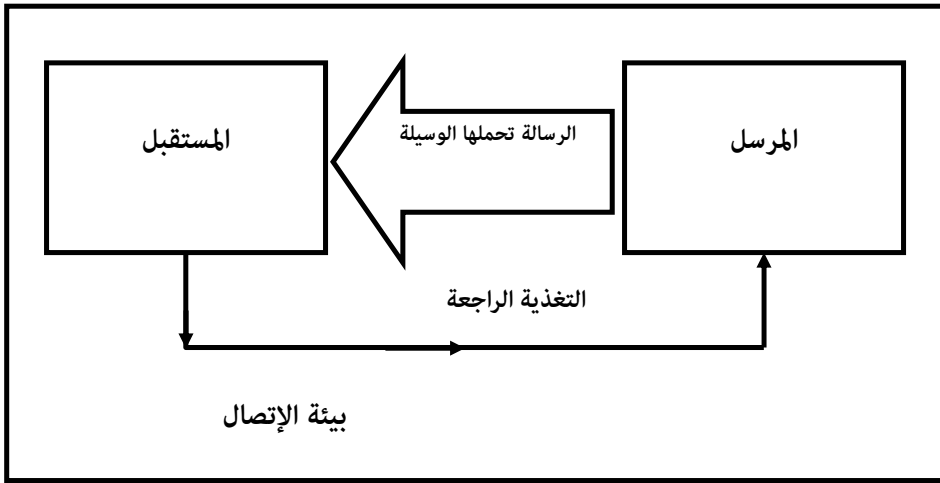 المرسل
الرسالة تحملها الوسيلة
المستقبل
التغذية الراجعة
بيئة الإتصال